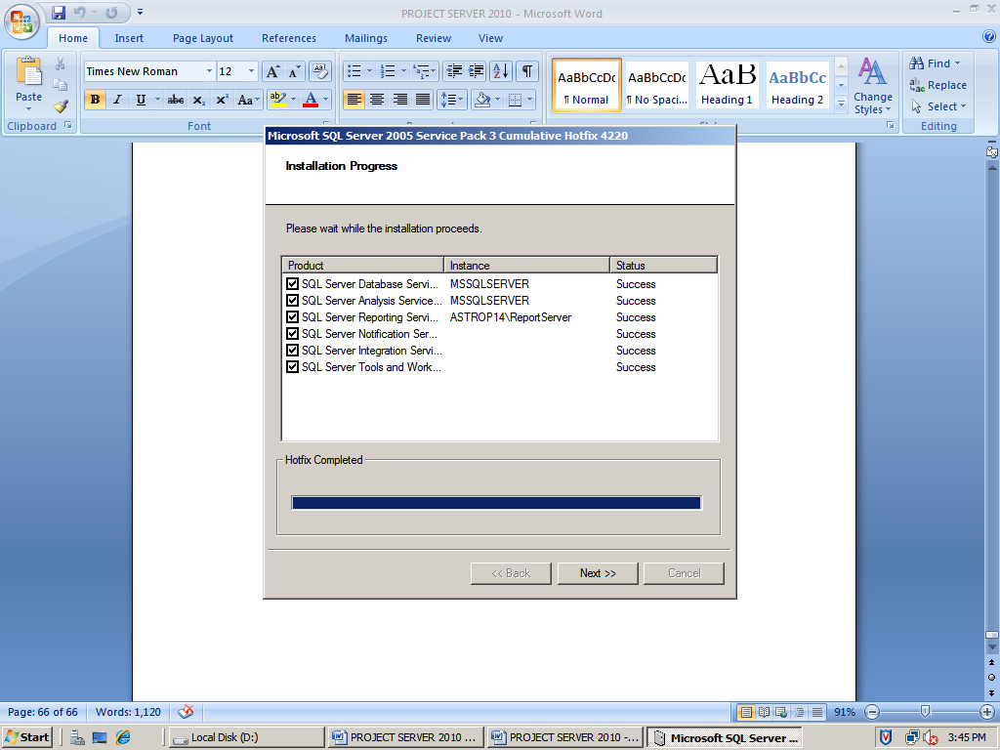 PROJECT SERVER 2010 - Microsoft Word
Home Insert Page Layout References Mailings Review View
Times New Roman 12
AaBbCcDc AaBbCcDc AaB AaBbCc
Find
Replace
Select
Paste
B I U abc X₂ X² Aa ab A
¶ Normal ¶ No Spaci... Heading 1 Heading 2
Change
Styles
Clipboard Font Editing
Microsoft SQL Server 2005 Service Pack 3 Cumulative Hotfix 4220
Installation Progress
Please wait while the installation proceeds.
Product Instance Status
SQL Server Database Servi... MSSQLSERVER Success
SQL Server Analysis Service... MSSQLSERVER Success
SQL Server Reporting Servi... ASTROP14\ReportServer Success
SQL Server Notification Ser... Success
SQL Server Integration Servi... Success
SQL Server Tools and Work... Success
Hotfix Completed
<< Back Next >> Cancel
Page: 66 of 66 Words: 1,120 91%
Start Local Disk (D:) PROJECT SERVER 2010 ... PROJECT SERVER 2010 -... Microsoft SQL Server ... 3:45 PM